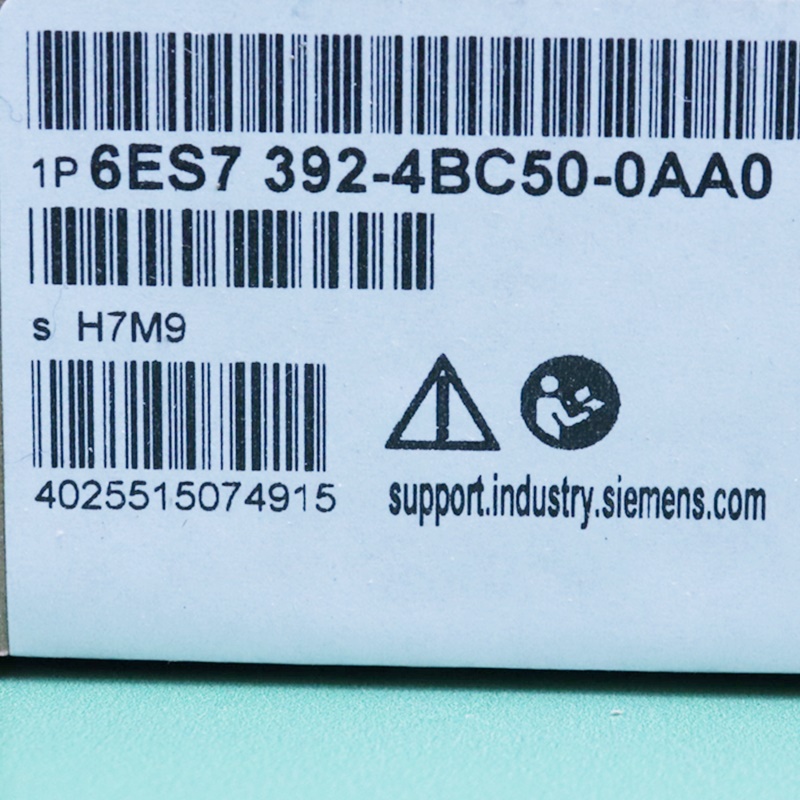 1P 6ES7 392-4BC50-0AA0
s H7M9
4025515074915
support.industry.siemens.com